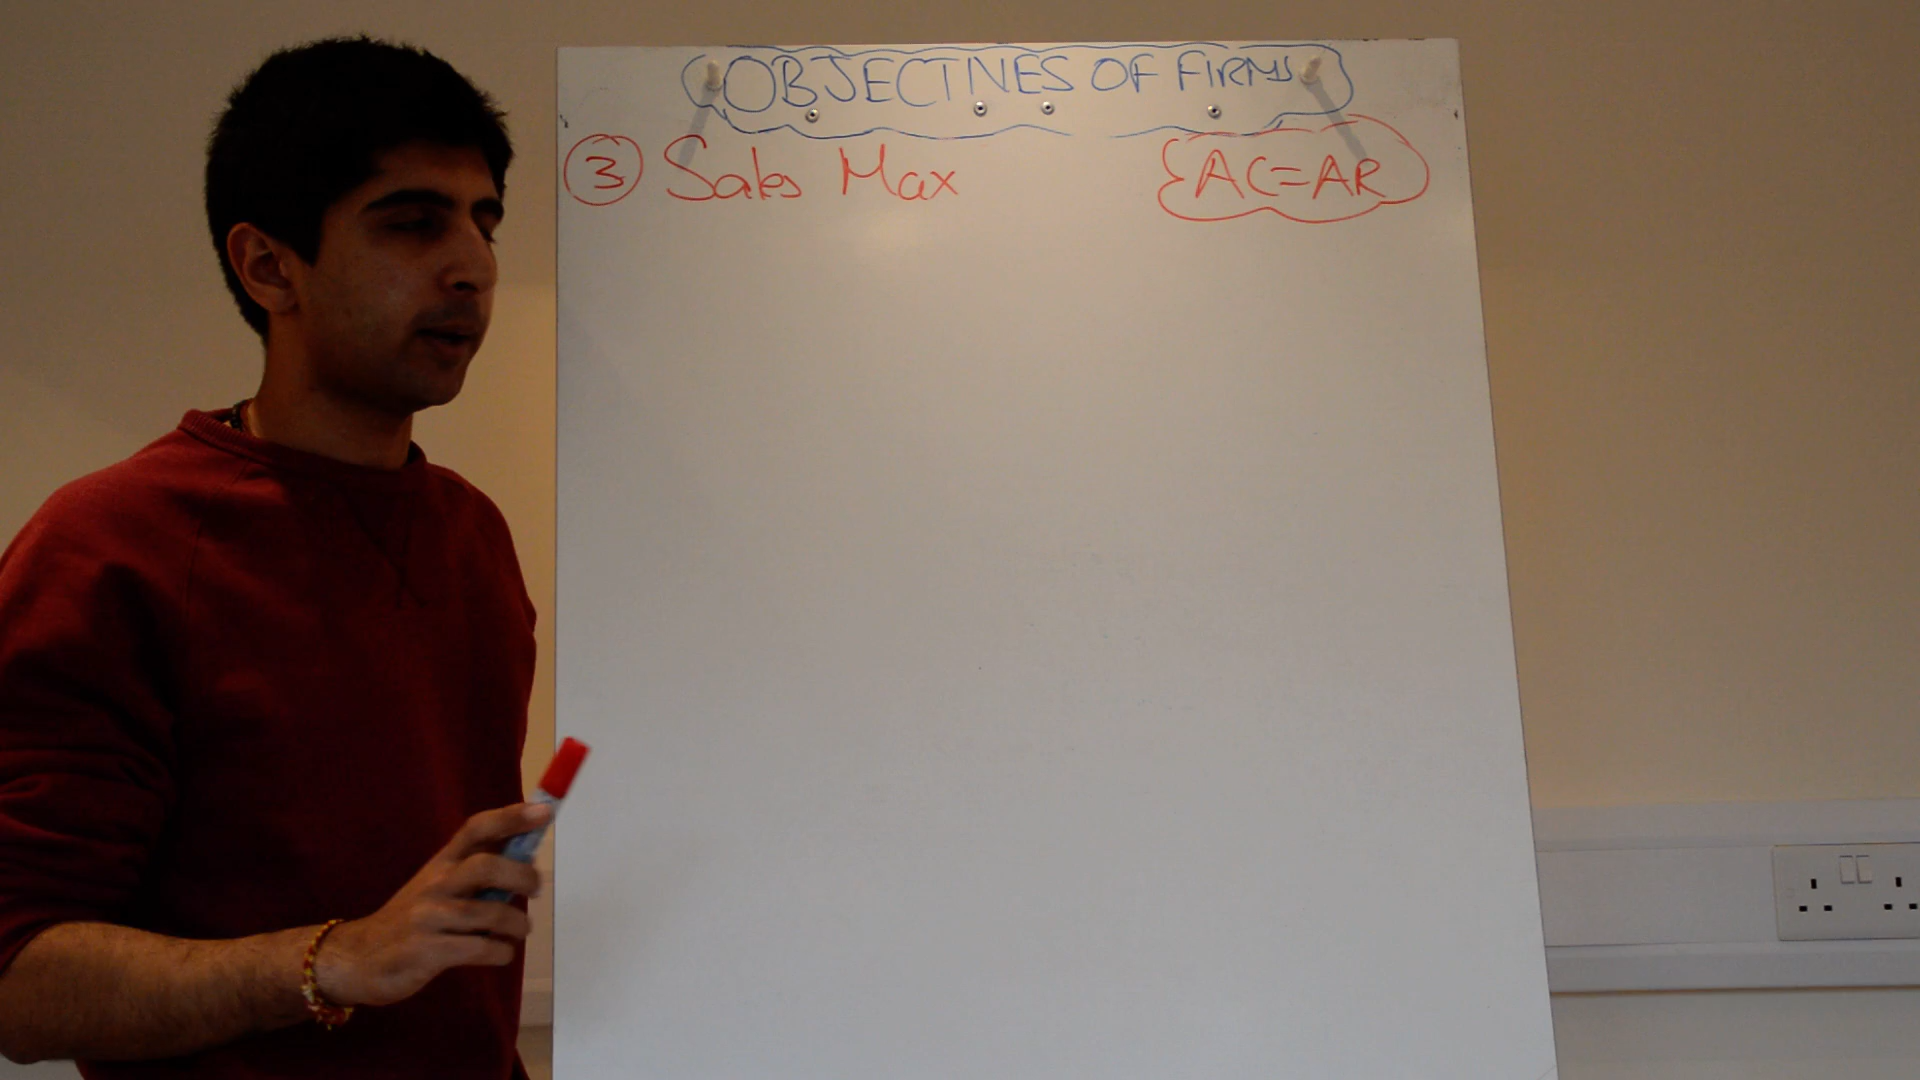 OBJECTIVES OF FIRMS
③ Sales Max AC=AR